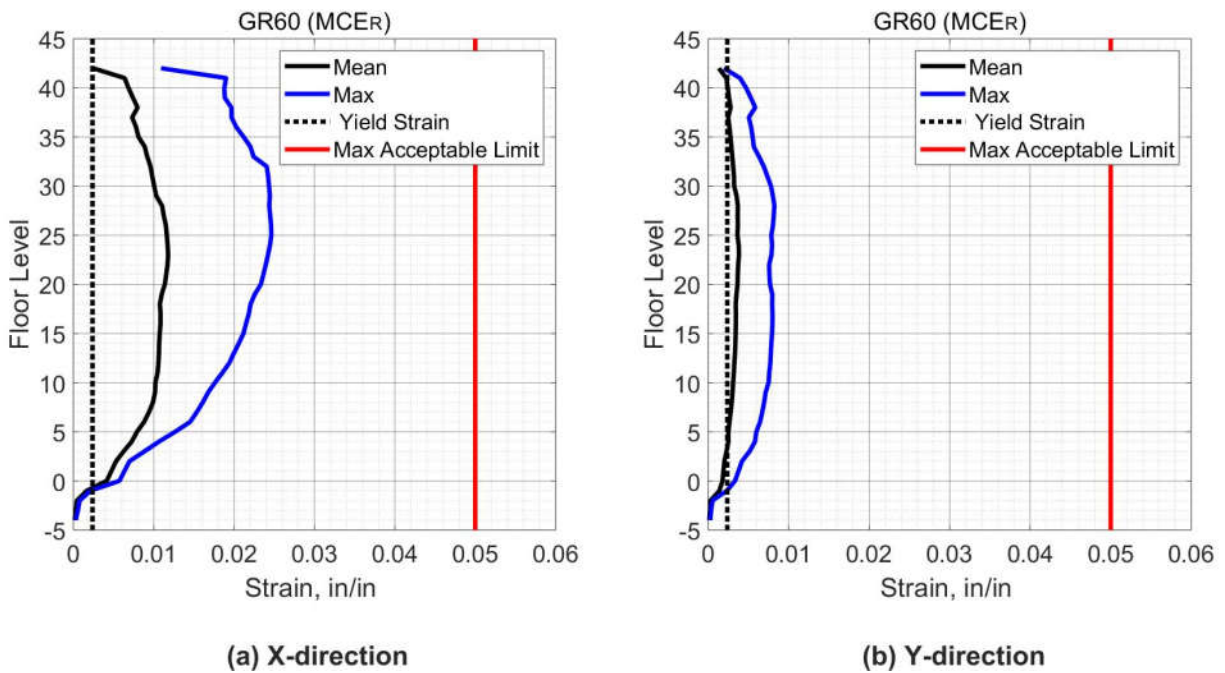 GR60 (MCER)
45
40
35
30
25
20
15
10
5
0
-5
Floor Level
Mean
Max
Yield Strain
Max Acceptable Limit
0 0.01 0.02 0.03 0.04 0.05 0.06
Strain, in/in
(a) X-direction
GR60 (MCER)
45
40
35
30
25
20
15
10
5
0
-5
Floor Level
Mean
Max
Yield Strain
Max Acceptable Limit
0 0.01 0.02 0.03 0.04 0.05 0.06
Strain, in/in
(b) Y-direction